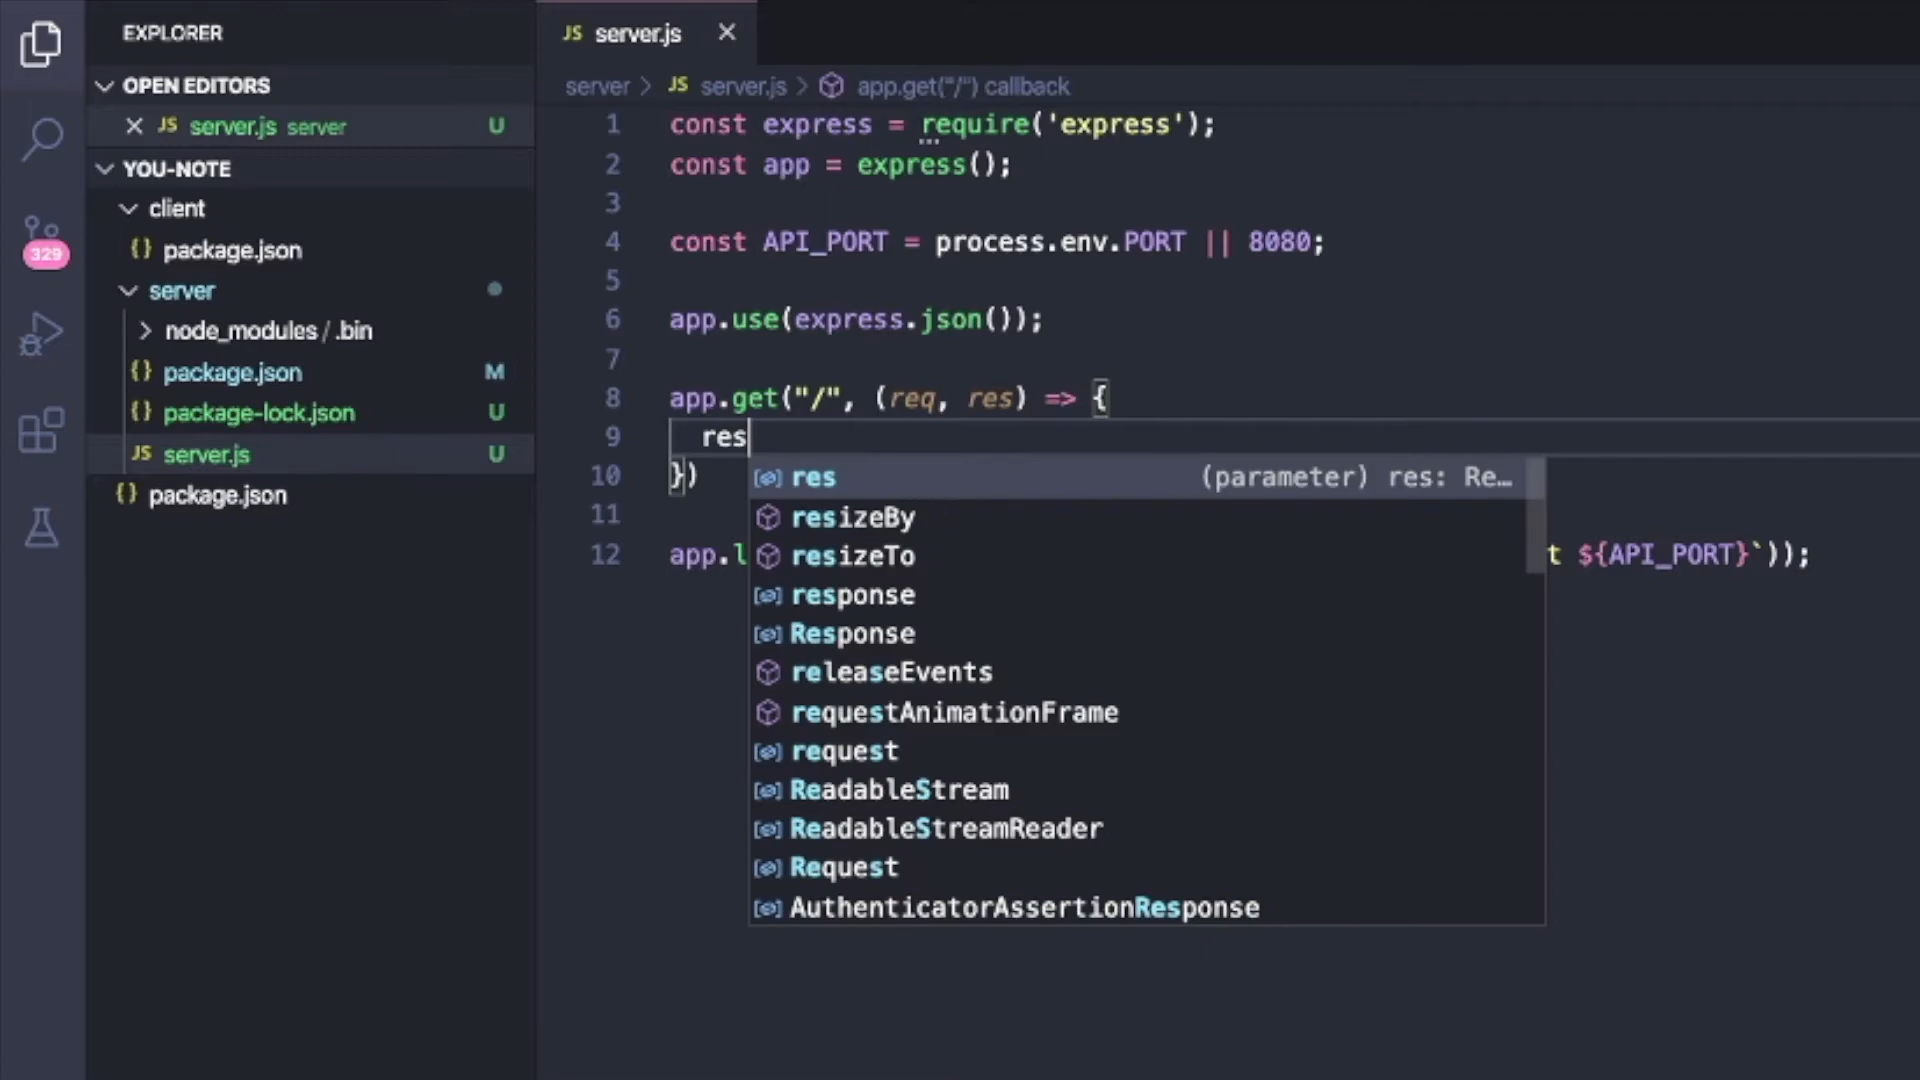 EXPLORER
OPEN EDITORS
JS server.js server U
YOU-NOTE
client
{} package.json
server
node_modules / .bin
{} package.json M
{} package-lock.json U
JS server.js U
{} package.json
329
JS server.js
server > JS server.js > app.get("/") callback
1 const express = require('express');
2 const app = express();
3
4 const API_PORT = process.env.PORT || 8080;
5
6 app.use(express.json());
7
8 app.get("/", (req, res) => {
9 res
10 })
11
12 app.l t ${API_PORT}`));
res (parameter) res: Re…
resizeBy
resizeTo
response
Response
releaseEvents
requestAnimationFrame
request
ReadableStream
ReadableStreamReader
Request
AuthenticatorAssertionResponse